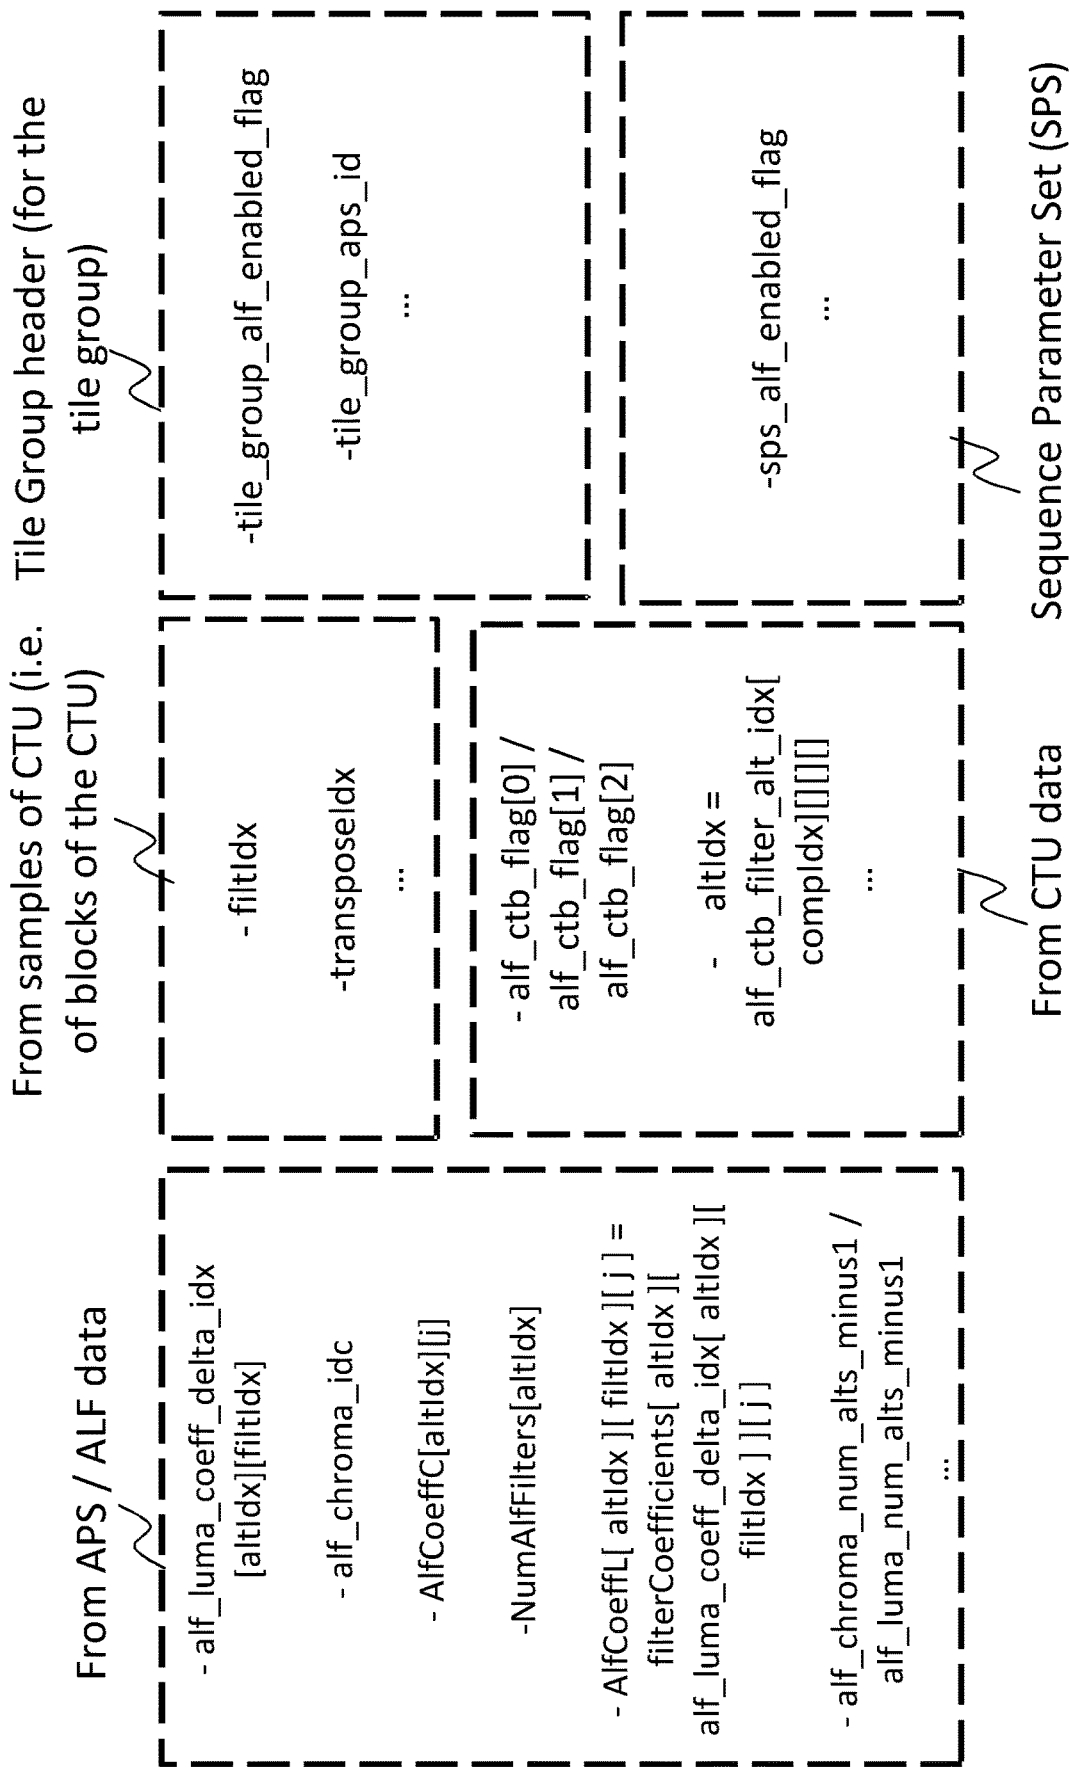 From APS / ALF data
- alf_luma_coeff_delta_idx
[altIdx][filtIdx]
- alf_chroma_idc
- AlfCoeffC[altIdx][j]
-NumAlfFilters[altIdx]
- AlfCoeffL[ altIdx ][ filtIdx ][ j ] =
filterCoefficients[ altIdx ][
alf_luma_coeff_delta_idx[ altIdx ][
filtIdx ] ][ j ]
- alf_chroma_num_alts_minus1 /
alf_luma_num_alts_minus1
...
From samples of CTU (i.e.
of blocks of the CTU)
- filtIdx
-transposeIdx
...
- alf_ctb_flag[0] /
alf_ctb_flag[1] /
alf_ctb_flag[2]
- altIdx =
alf_ctb_filter_alt_idx[
compIdx][][][]
...
From CTU data
Tile Group header (for the
tile group)
-tile_group_alf_enabled_flag
-tile_group_aps_id
...
-sps_alf_enabled_flag
...
Sequence Parameter Set (SPS)